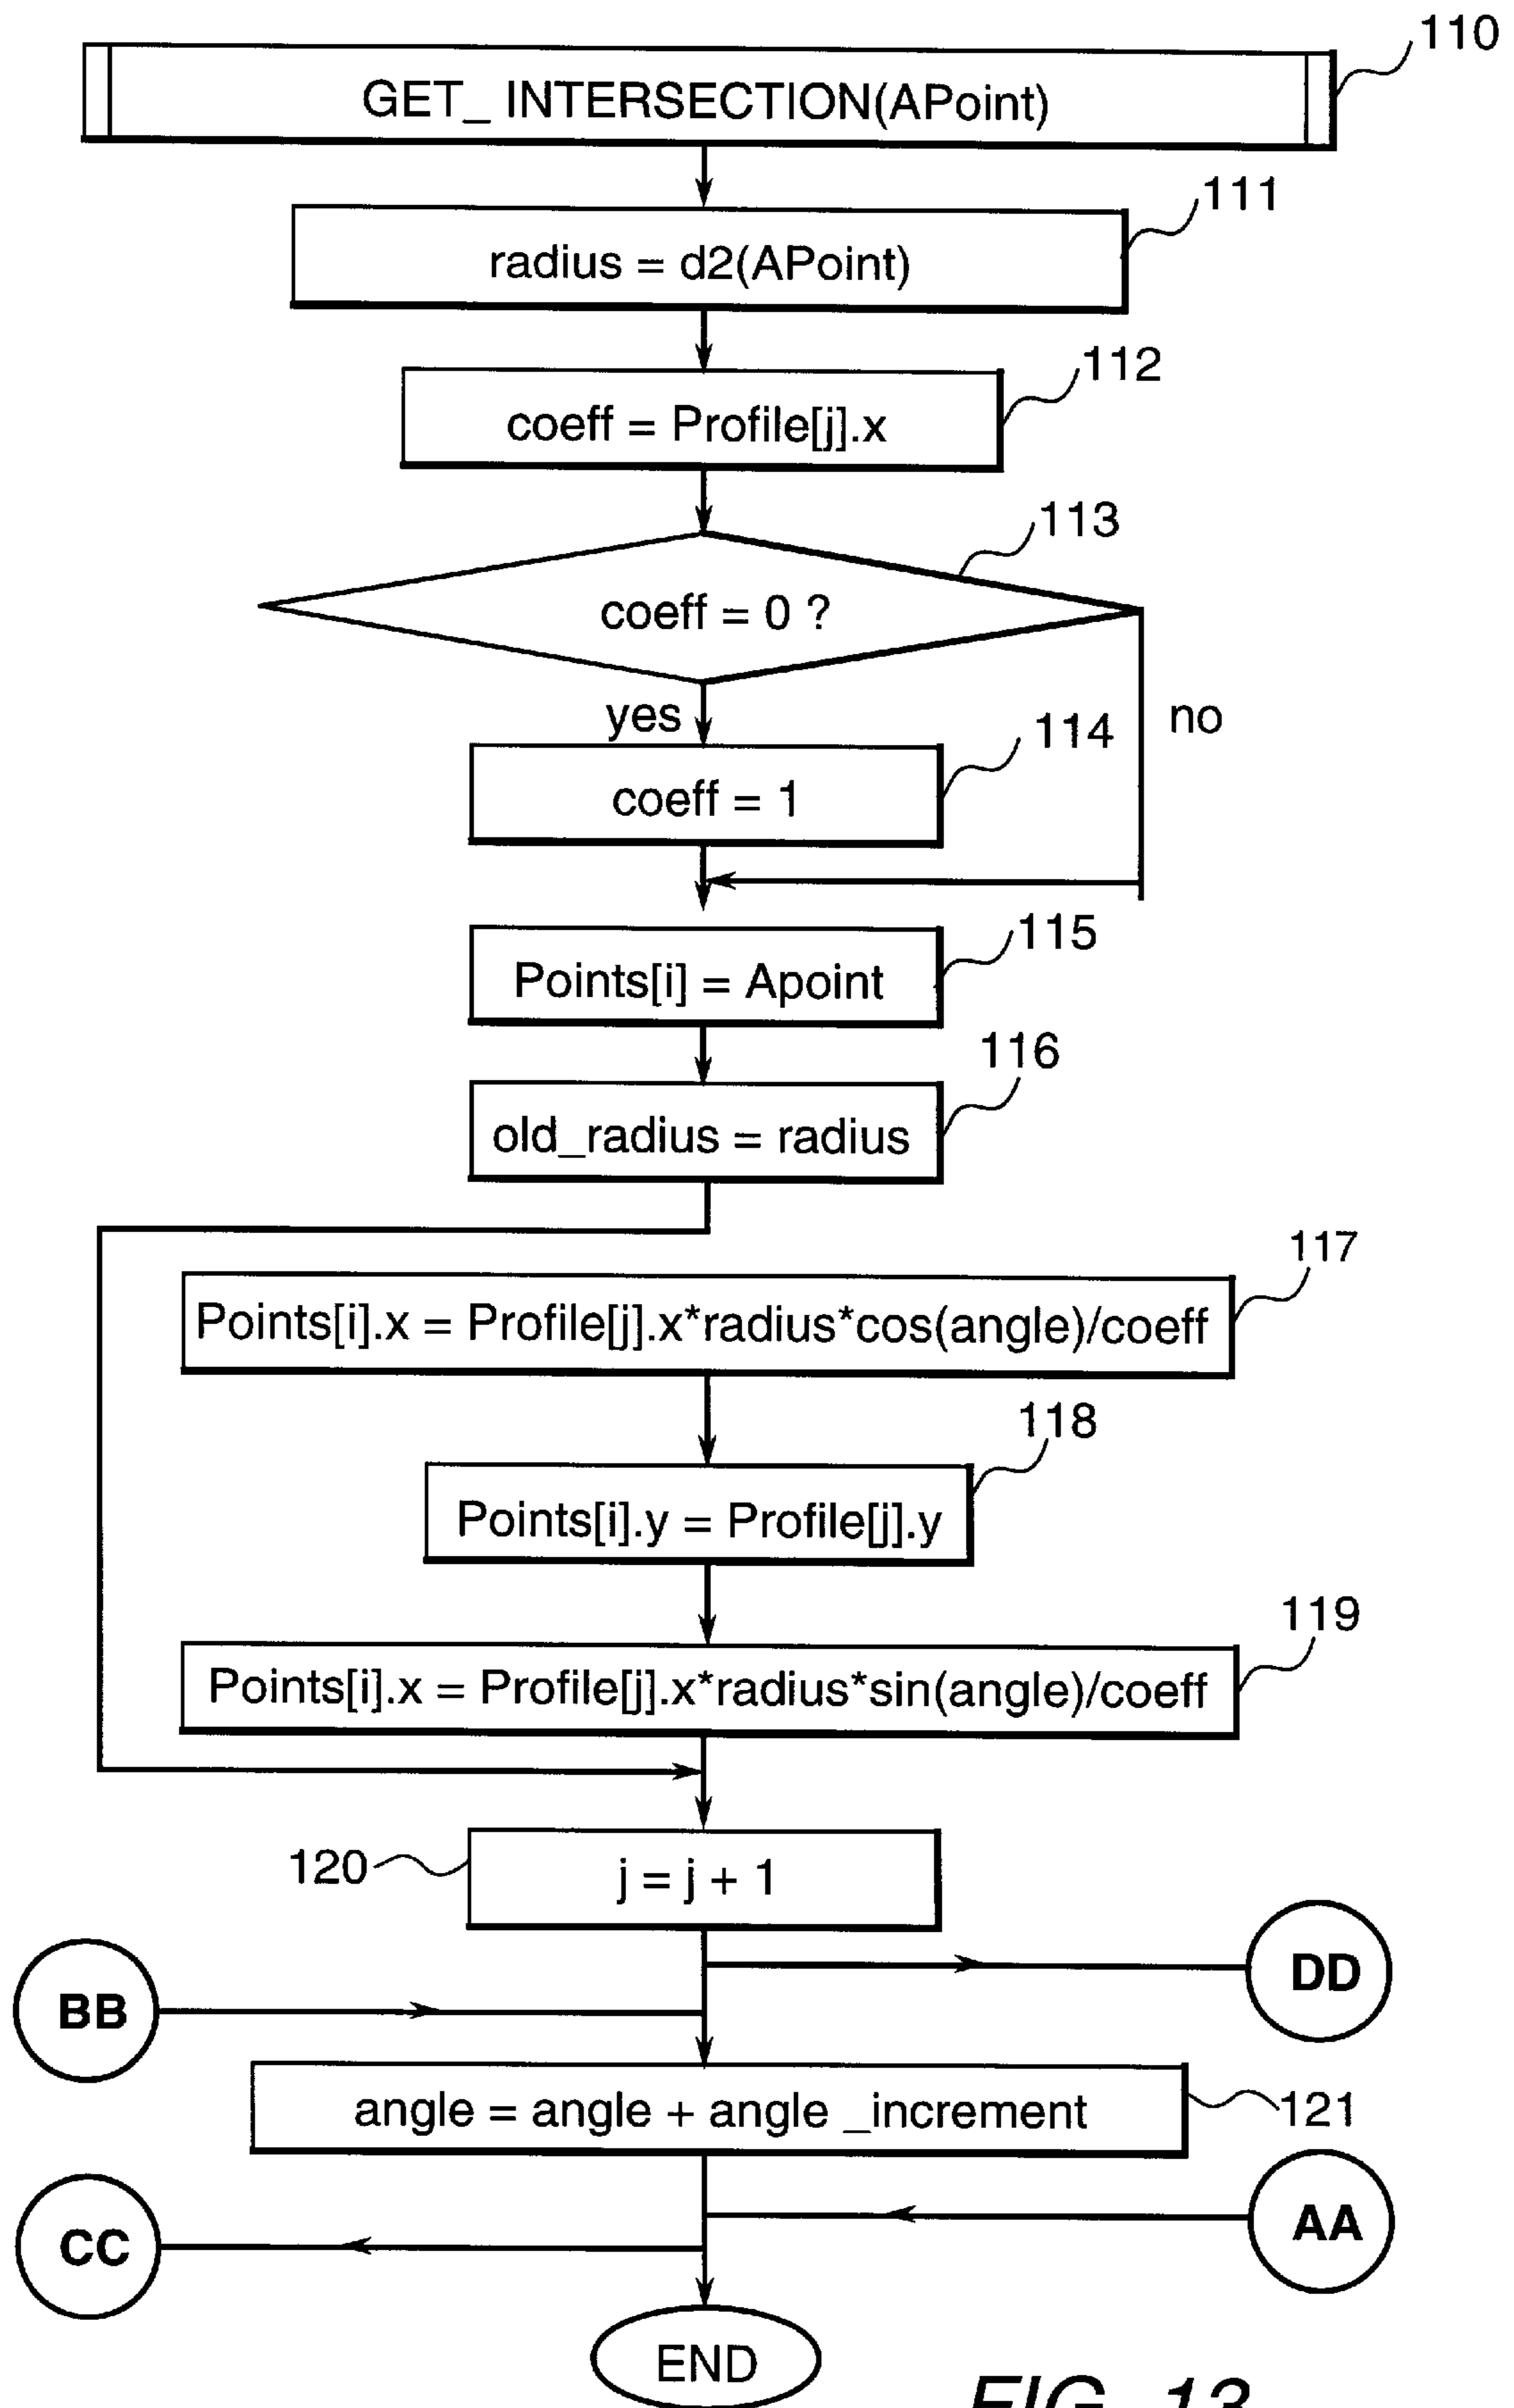 110
GET_ INTERSECTION(APoint)
111
radius = d2(APoint)
112
coeff = Profile[j].x
113
coeff = 0 ?
yes
no
114
coeff = 1
115
Points[i] = Apoint
116
old_radius = radius
117
Points[i].x = Profile[j].x*radius*cos(angle)/coeff
118
Points[i].y = Profile[j].y
119
Points[i].x = Profile[j].x*radius*sin(angle)/coeff
120
j = j + 1
DD
BB
angle = angle + angle _increment
121
AA
CC
END
FIG. 13